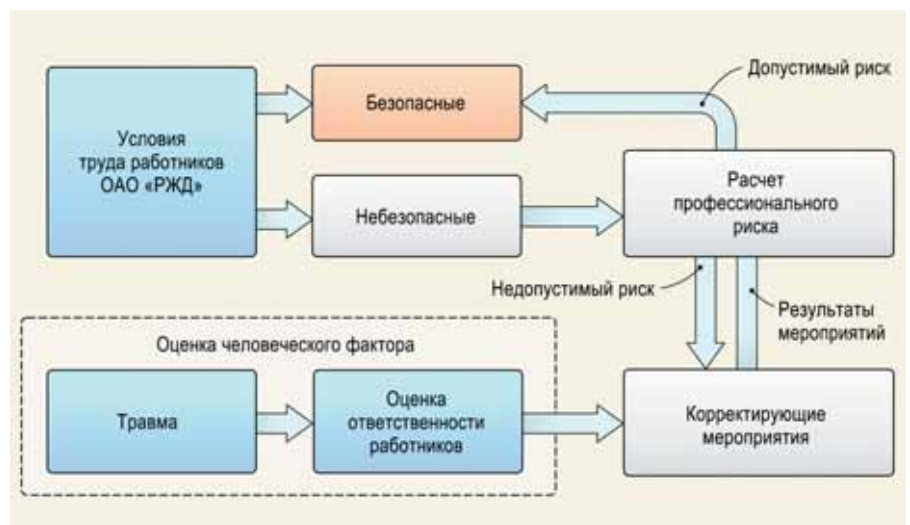 Допустимый риск
Безопасные
Условия
труда работников
ОАО «РЖД»
Расчет
профессионального
риска
Небезопасные
Недопустимый риск
Результаты
мероприятий
Оценка человеческого фактора
Травма
Оценка
ответственности
работников
Корректирующие
мероприятия